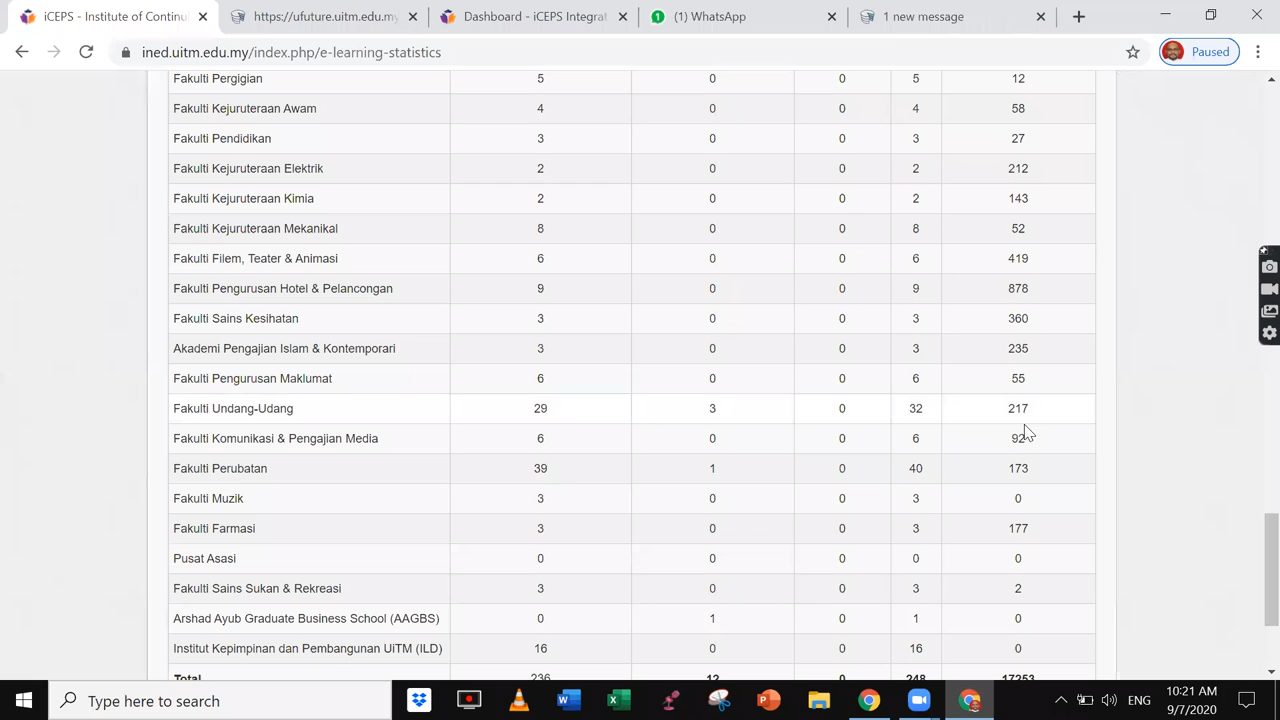 iCEPS - Institute of Continu
https://ufuture.uitm.edu.my
Dashboard - iCEPS Integra
1 (1) WhatsApp
1 new message
ined.uitm.edu.my/index.php/e-learning-statistics
Paused
Fakulti Pergigian 5 0 0 5 12
Fakulti Kejuruteraan Awam 4 0 0 4 58
Fakulti Pendidikan 3 0 0 3 27
Fakulti Kejuruteraan Elektrik 2 0 0 2 212
Fakulti Kejuruteraan Kimia 2 0 0 2 143
Fakulti Kejuruteraan Mekanikal 8 0 0 8 52
Fakulti Filem, Teater & Animasi 6 0 0 6 419
Fakulti Pengurusan Hotel & Pelancongan 9 0 0 9 878
Fakulti Sains Kesihatan 3 0 0 3 360
Akademi Pengajian Islam & Kontemporari 3 0 0 3 235
Fakulti Pengurusan Maklumat 6 0 0 6 55
Fakulti Undang-Udang 29 3 0 32 217
Fakulti Komunikasi & Pengajian Media 6 0 0 6 92
Fakulti Perubatan 39 1 0 40 173
Fakulti Muzik 3 0 0 3 0
Fakulti Farmasi 3 0 0 3 177
Pusat Asasi 0 0 0 0 0
Fakulti Sains Sukan & Rekreasi 3 0 0 3 2
Arshad Ayub Graduate Business School (AAGBS) 0 1 0 1 0
Institut Kepimpinan dan Pembangunan UiTM (ILD) 16 0 0 16 0
Total 236 12 0 248 17253
Type here to search
ENG
10:21 AM
9/7/2020